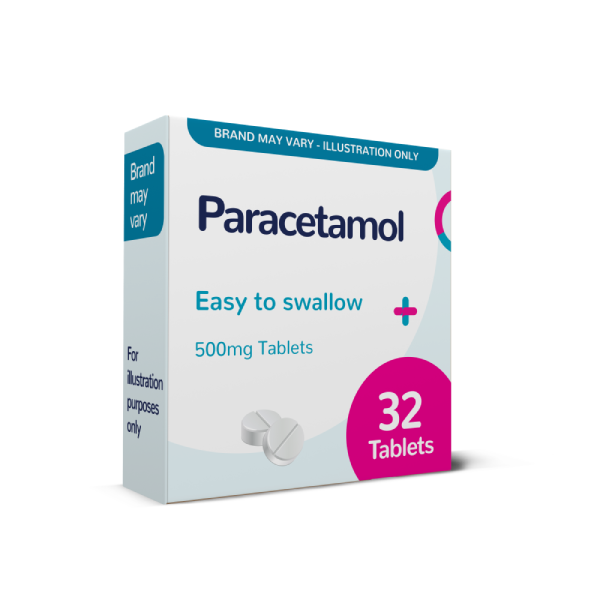 BRAND MAY VARY - ILLUSTRATION ONLY
Brand
may
vary
Paracetamol
Easy to swallow
500mg Tablets
For
illustration
purposes
only
32
Tablets